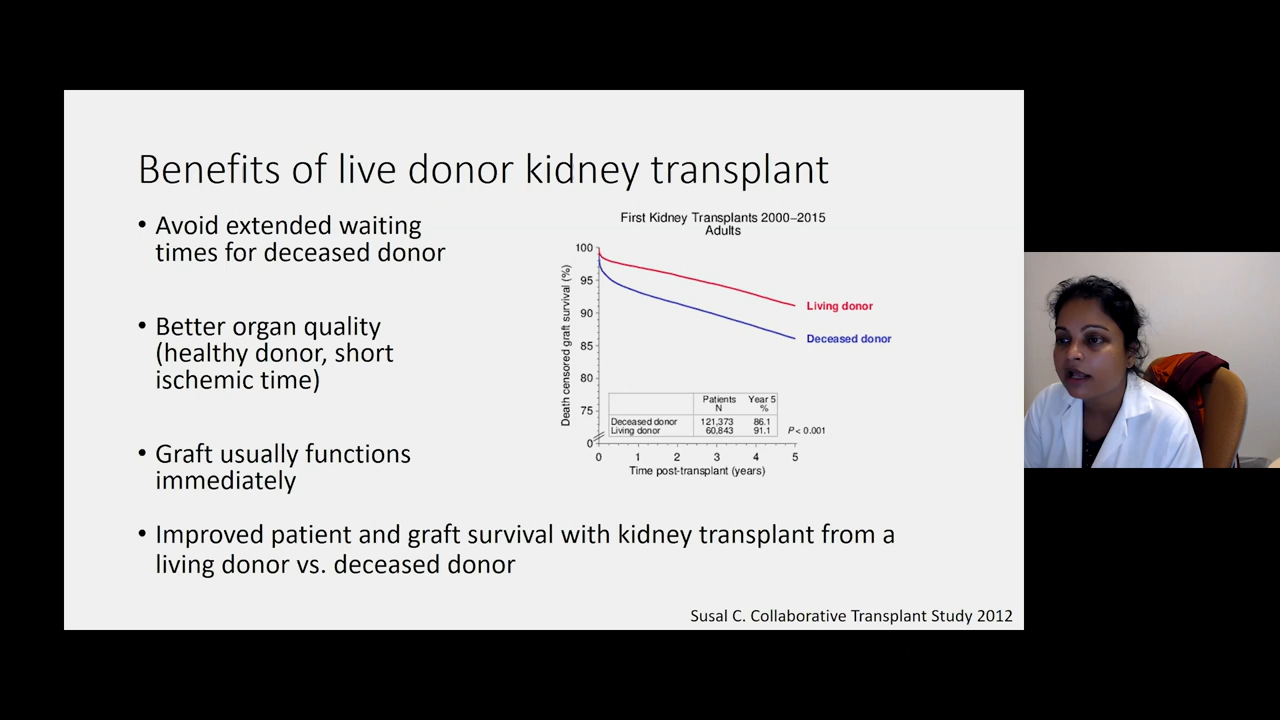 Benefits of live donor kidney transplant
• Avoid extended waiting
times for deceased donor
• Better organ quality
(healthy donor, short
ischemic time)
• Graft usually functions
immediately
• Improved patient and graft survival with kidney transplant from a
living donor vs. deceased donor
First Kidney Transplants 2000–2015
Adults
Death censored graft survival (%)
100
95
90
85
80
75
0
Living donor
Deceased donor
Patients Year 5
N %
Deceased donor 121,373 86.1
Living donor 60,843 91.1
P < 0.001
0 1 2 3 4 5
Time post-transplant (years)
Susal C. Collaborative Transplant Study 2012